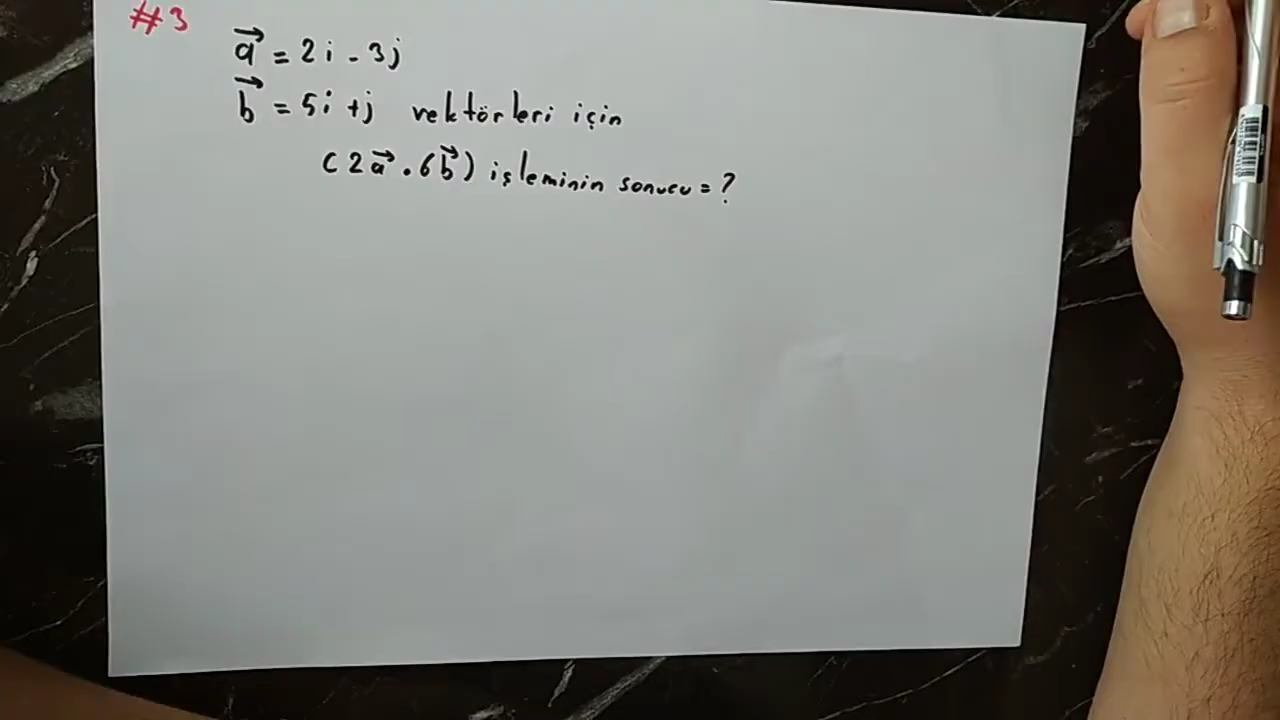 #3
a⃗ = 2i - 3j
b⃗ = 5i + j vektörleri için
(2a⃗ . 6b⃗) işleminin sonucu = ?